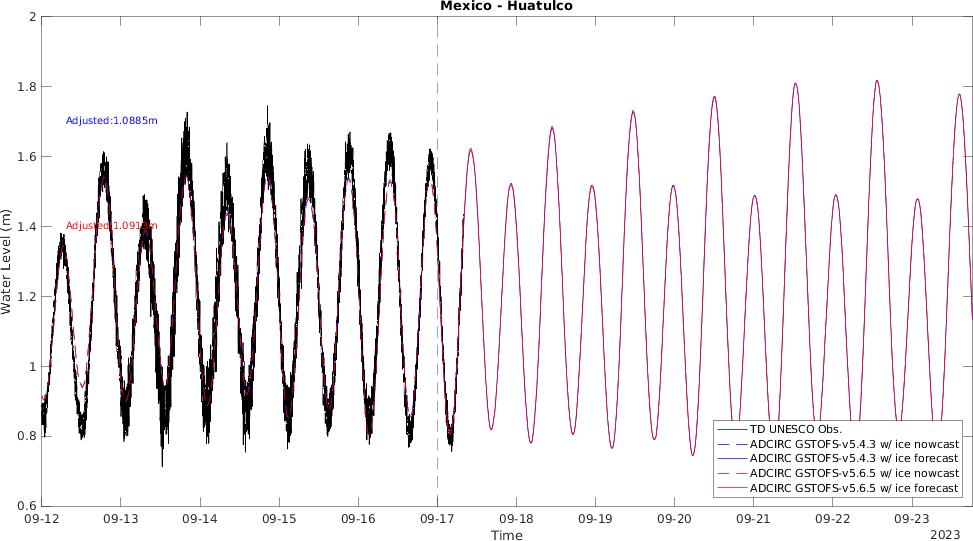 Mexico - Huatulco
2
1.8
1.6
1.4
1.2
1
0.8
0.6
Water Level (m)
Adjusted:1.0885m
09-12
09-13
09-14
09-15
09-16
09-17
09-18
09-19
09-20
09-21
09-22
09-23
2023
Time
TD UNESCO Obs.
ADCIRC GSTOFS-v5.4.3 w/ ice nowcast
ADCIRC GSTOFS-v5.4.3 w/ ice forecast
ADCIRC GSTOFS-v5.6.5 w/ ice nowcast
ADCIRC GSTOFS-v5.6.5 w/ ice forecast